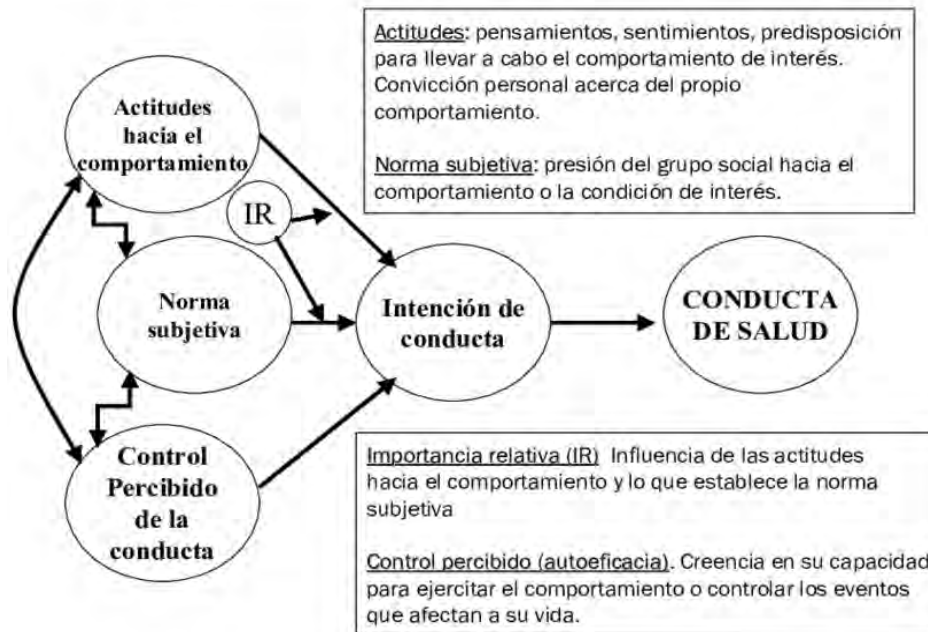 Actitudes: pensamientos, sentimientos, predisposición
para llevar a cabo el comportamiento de interés.
Convicción personal acerca del propio
comportamiento.
Norma subjetiva: presión del grupo social hacia el
comportamiento o la condición de interés.
Actitudes
hacia el
comportamiento
IR
Norma
subjetiva
Intención de
conducta
CONDUCTA
DE SALUD
Control
Percibido
de la
conducta
Importancia relativa (IR) Influencia de las actitudes
hacia el comportamiento y lo que establece la norma
subjetiva
Control percibido (autoeficacia). Creencia en su capacidad
para ejercitar el comportamiento o controlar los eventos
que afectan a su vida.